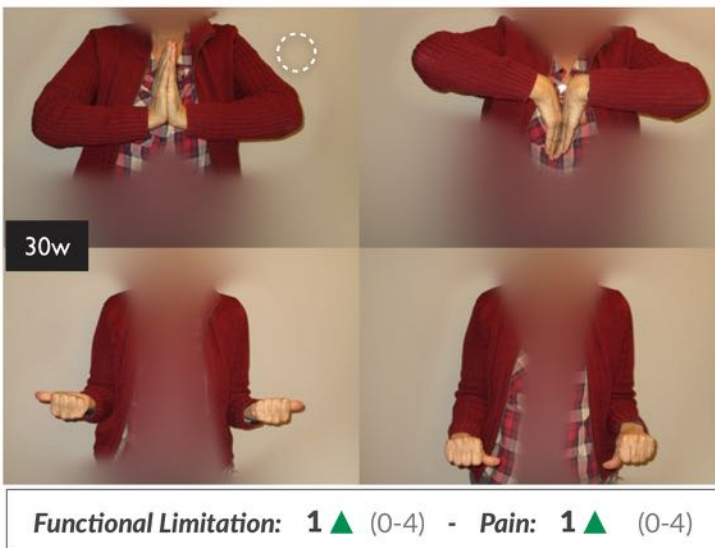 30w
Functional Limitation: 1 ▲ (0-4) - Pain: 1 ▲ (0-4)